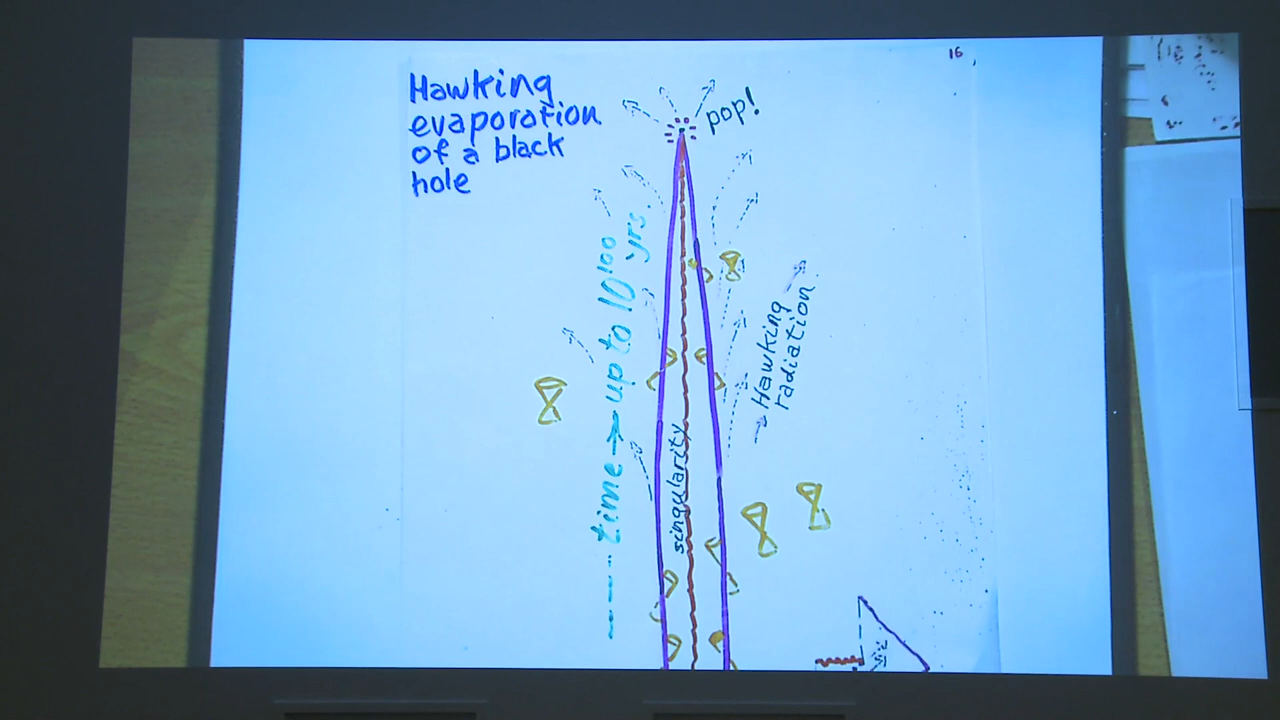 16
Hawking
evaporation
of a black
hole
pop!
time → up to 10¹⁰⁰ yrs.
Hawking
radiation
singularity